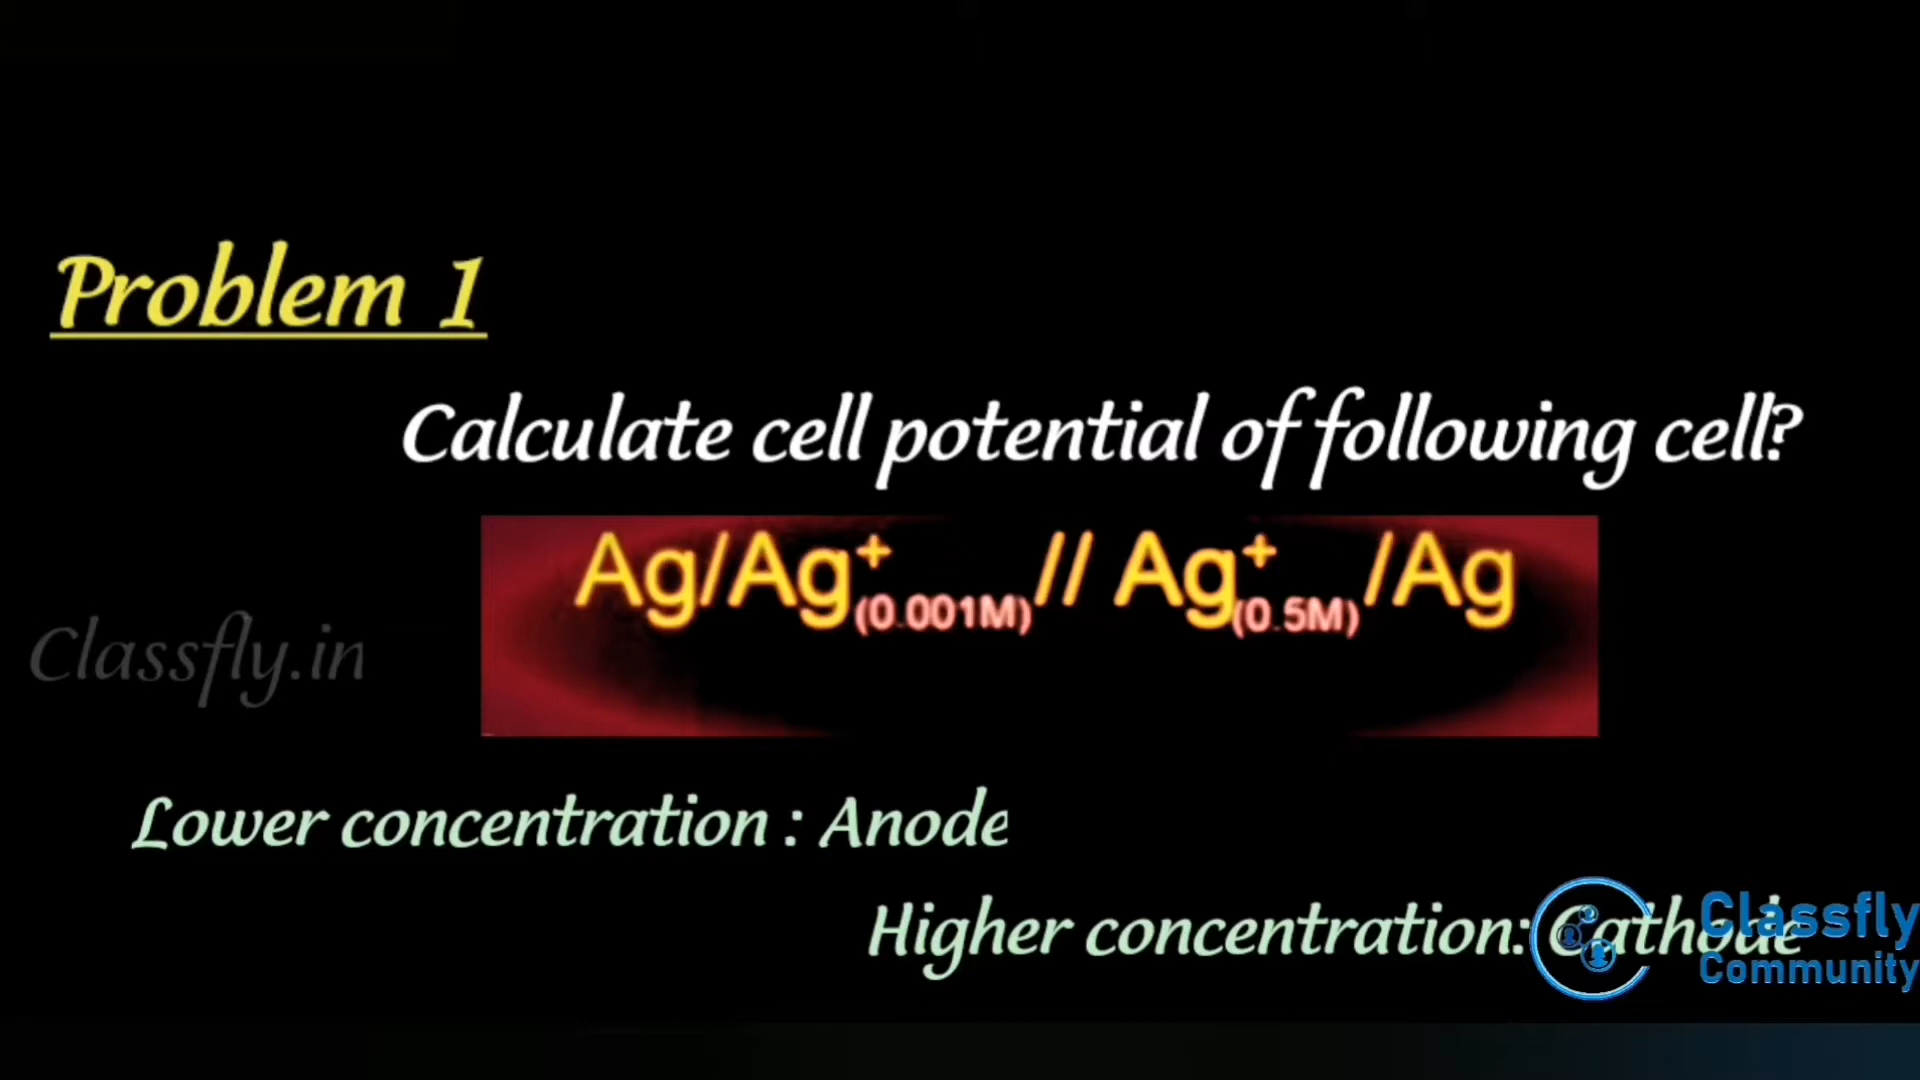 Problem 1
Calculate cell potential of following cell?
Ag/Ag⁺(0.001M)// Ag⁺(0.5M)/Ag
Classfly.in
Lower concentration : Anode
Higher concentration: Cathode
Classfly
Community